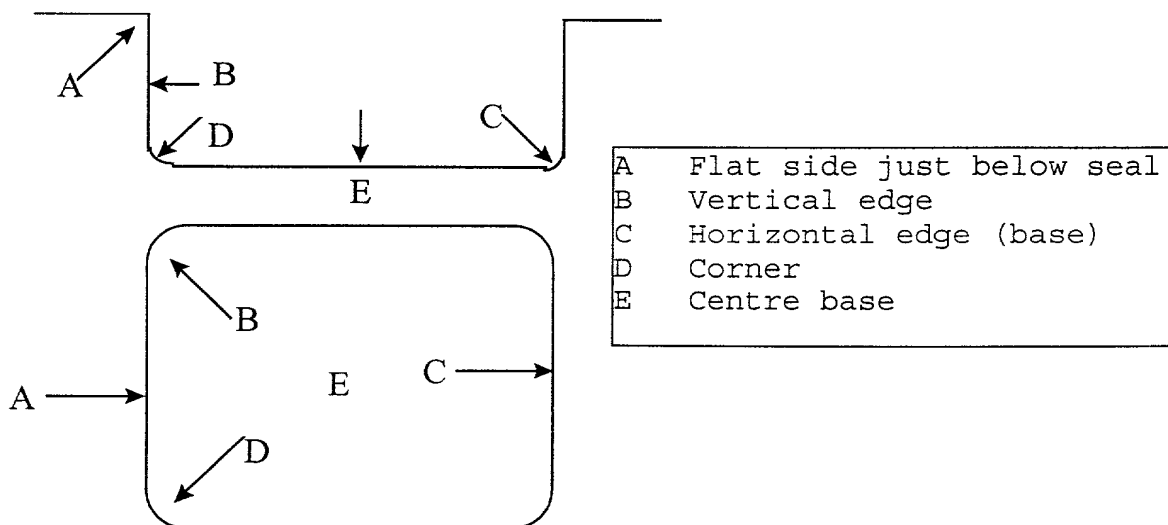 A
B
D
C
E
A Flat side just below seal
B Vertical edge
C Horizontal edge (base)
D Corner
E Centre base
B
A
E
C
D